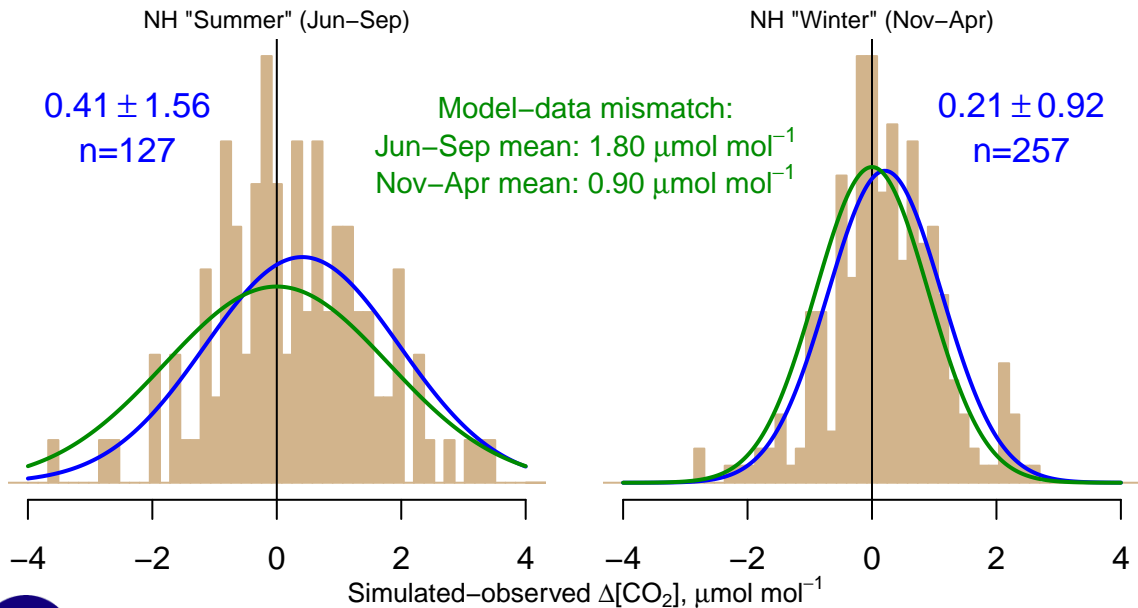 NH "Summer" (Jun−Sep)
0.41 ± 1.56
n=127
Model−data mismatch:
Jun−Sep mean: 1.80 μmol mol⁻¹
Nov−Apr mean: 0.90 μmol mol⁻¹
NH "Winter" (Nov−Apr)
0.21 ± 0.92
n=257
−4 −2 0 2 4
−4 −2 0 2 4
Simulated−observed Δ[CO₂], μmol mol⁻¹